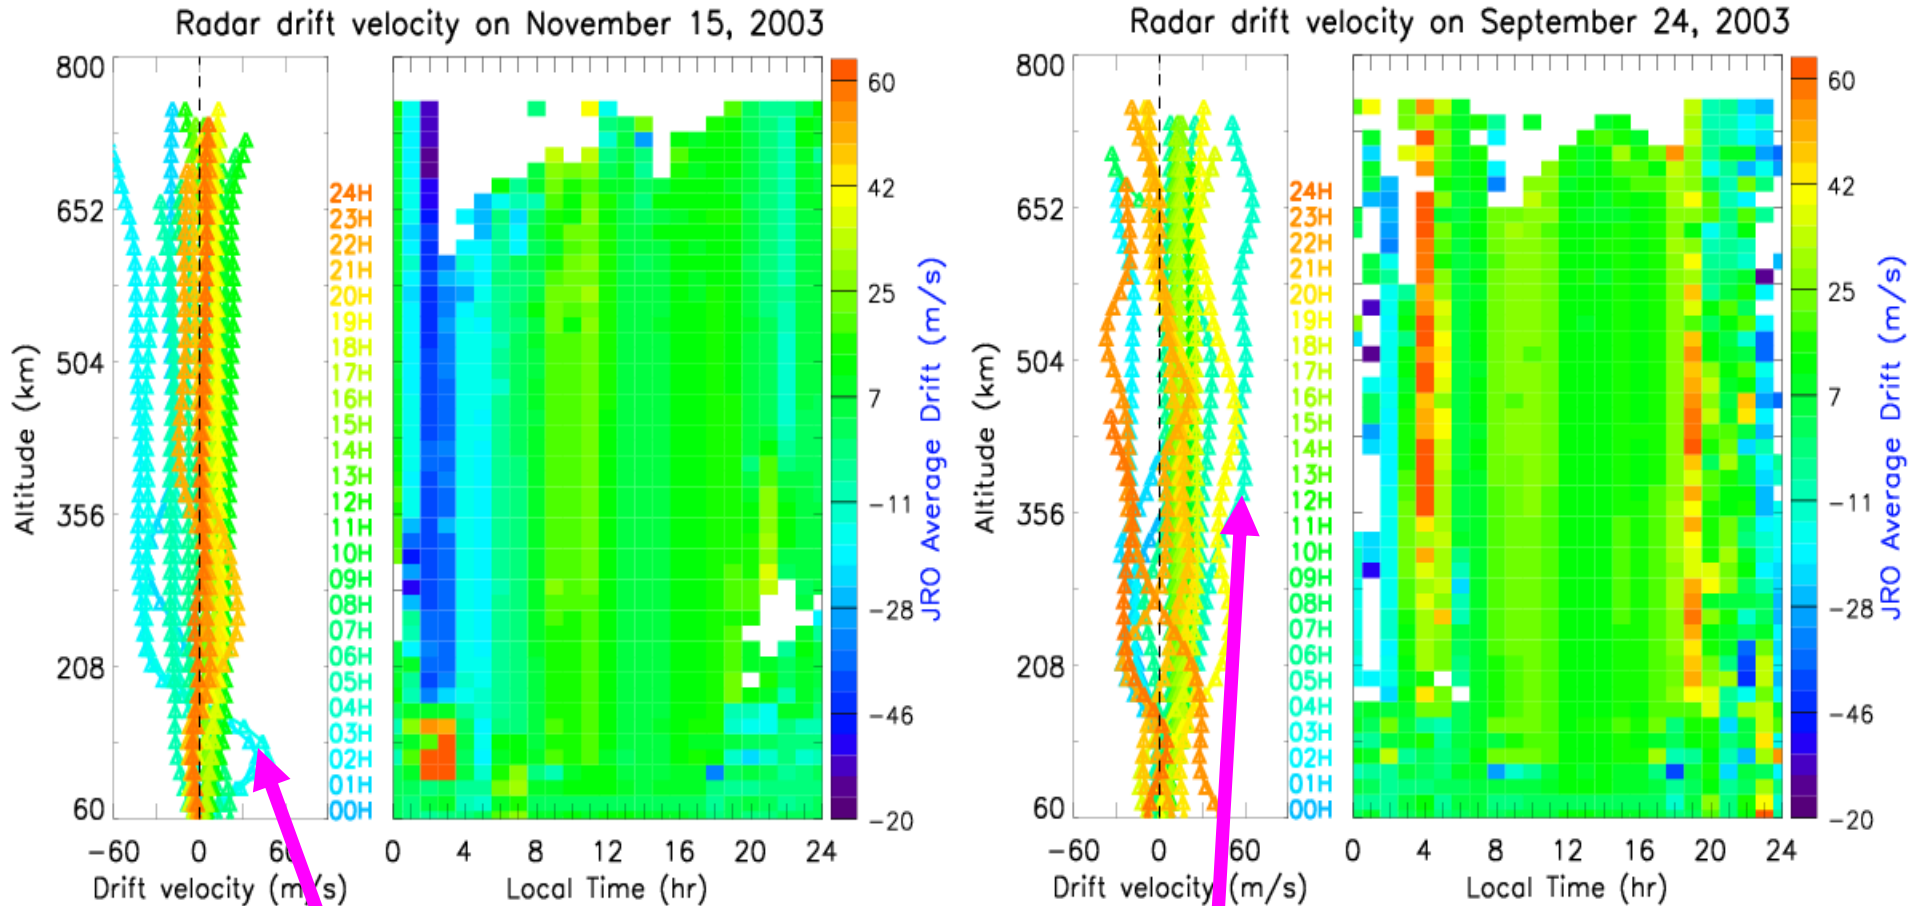 Radar drift velocity on November 15, 2003
800
652
504
356
208
60
Altitude (km)
-60 0 60
Drift velocity (m/s)
24H
23H
22H
21H
20H
19H
18H
17H
16H
15H
14H
13H
12H
11H
10H
09H
08H
07H
06H
05H
04H
03H
02H
01H
00H
0 4 8 12 16 20 24
Local Time (hr)
60
42
25
7
-11
-28
-46
-20
JRO Average Drift (m/s)
Radar drift velocity on September 24, 2003
800
652
504
356
208
60
Altitude (km)
-60 0 60
Drift velocity (m/s)
24H
23H
22H
21H
20H
19H
18H
17H
16H
15H
14H
13H
12H
11H
10H
09H
08H
07H
06H
05H
04H
03H
02H
01H
00H
0 4 8 12 16 20 24
Local Time (hr)
60
42
25
7
-11
-28
-46
-20
JRO Average Drift (m/s)